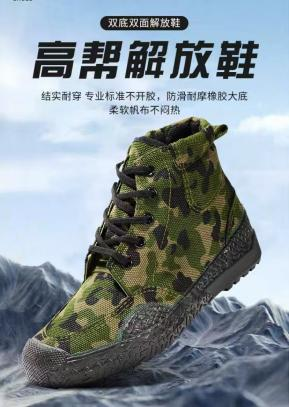 双底双面解放鞋
高帮解放鞋
结实耐穿 专业标准不开胶，防滑耐摩橡胶大底
柔软帆布不闷热